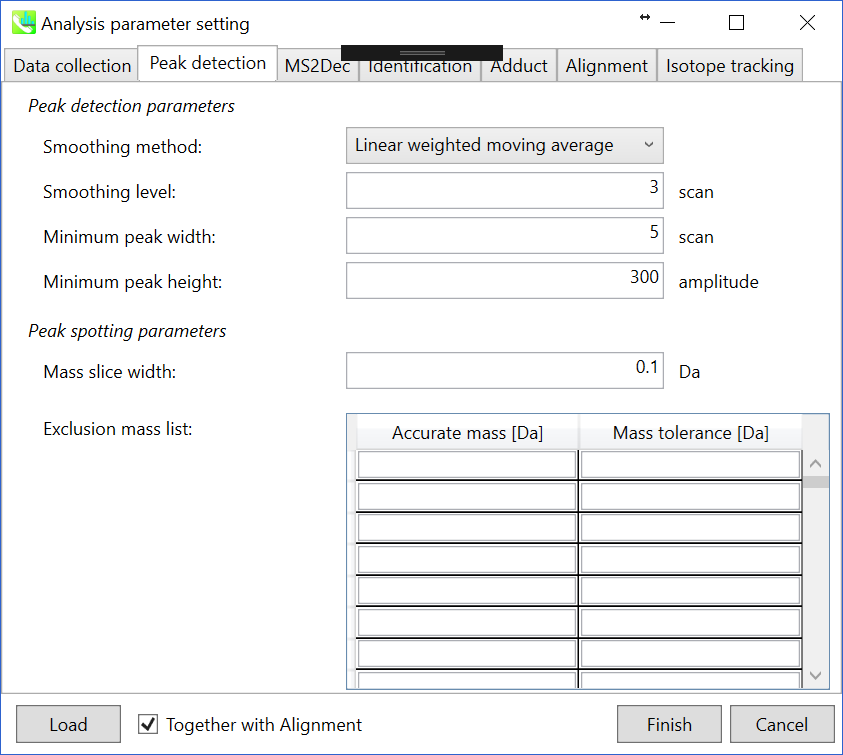 Analysis parameter setting
Data collection Peak detection MS2Dec Identification Adduct Alignment Isotope tracking
Peak detection parameters
Smoothing method: Linear weighted moving average
Smoothing level: 3 scan
Minimum peak width: 5 scan
Minimum peak height: 300 amplitude
Peak spotting parameters
Mass slice width: 0.1 Da
Exclusion mass list: Accurate mass [Da] Mass tolerance [Da]
Load Together with Alignment Finish Cancel